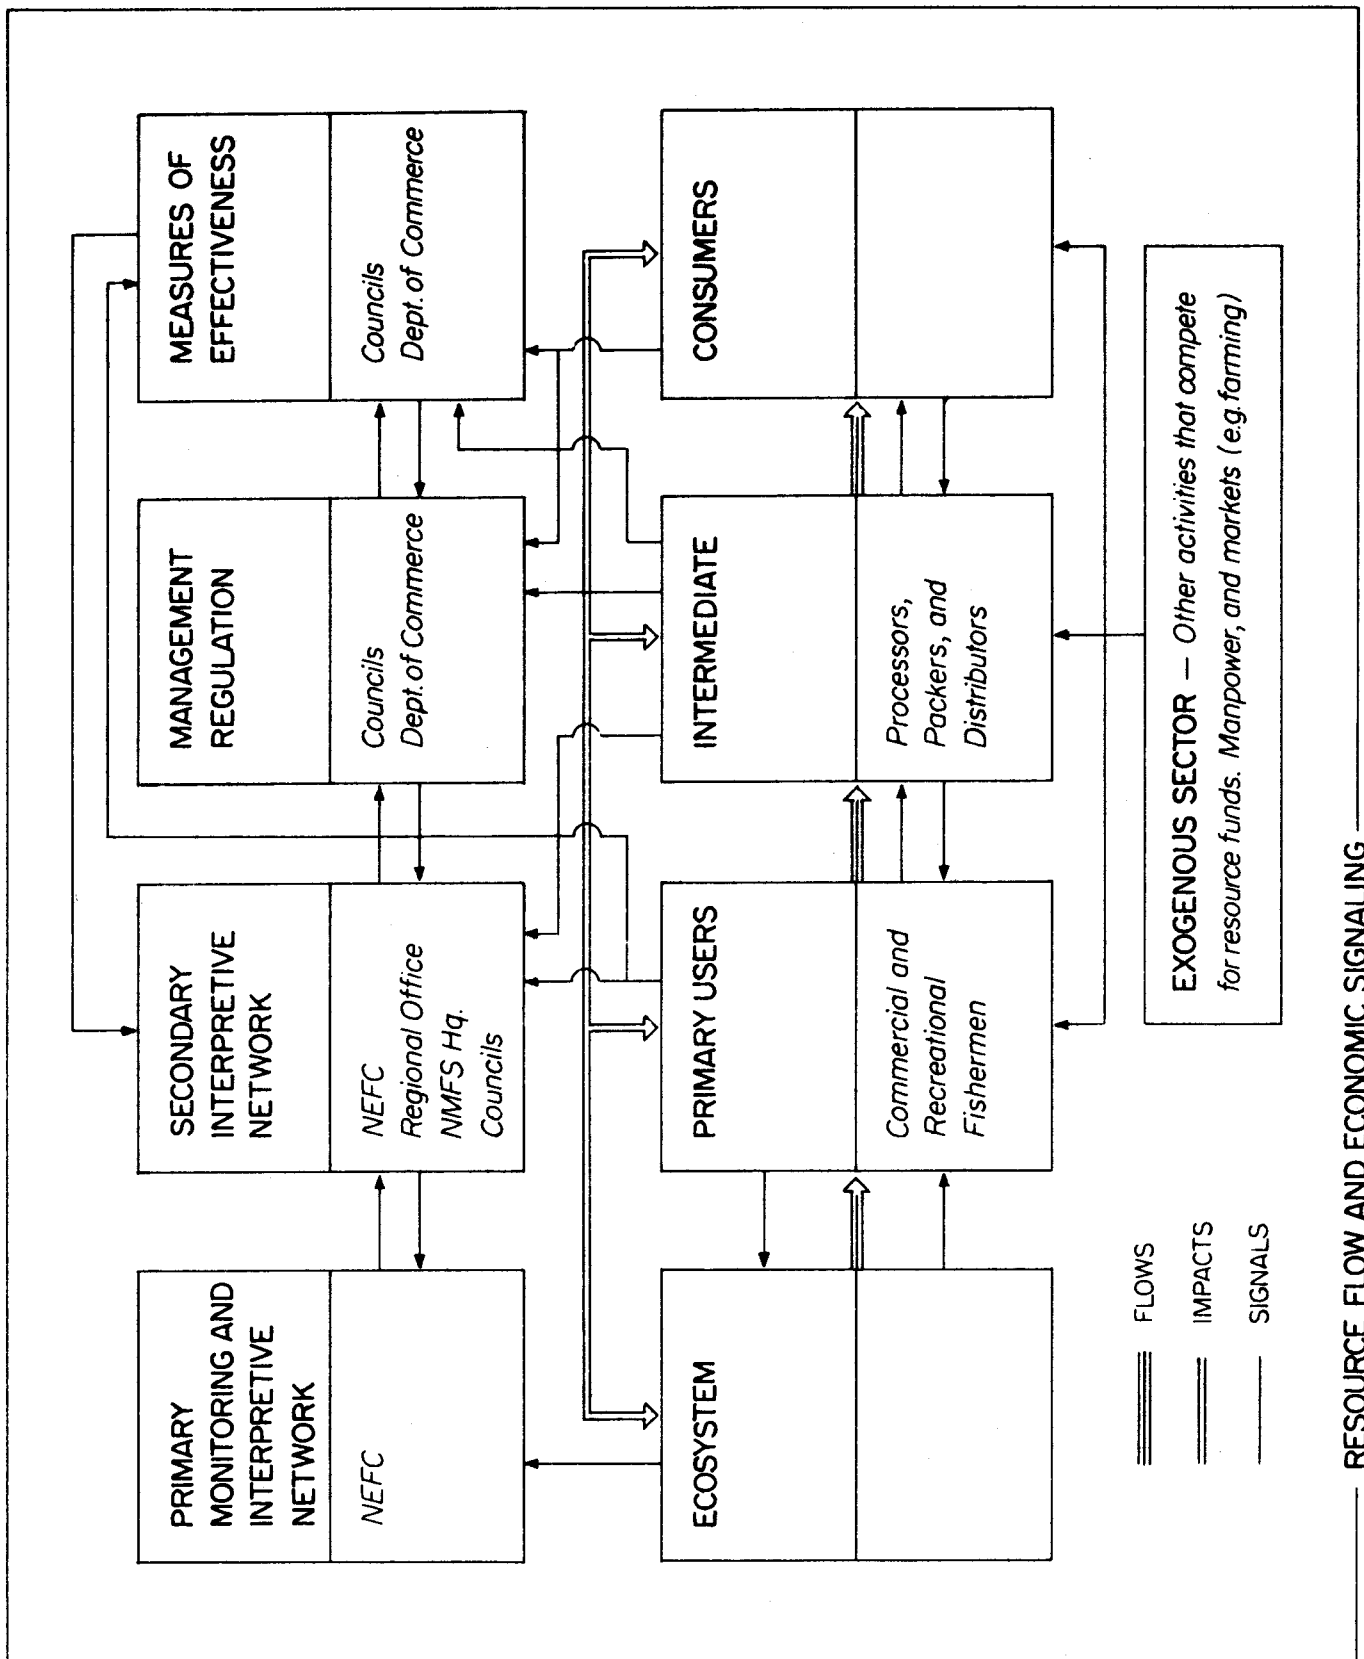 PRIMARY
MONITORING AND
INTERPRETIVE
NETWORK
NEFC
SECONDARY
INTERPRETIVE
NETWORK
NEFC
Regional Office
NMFS Hq.
Councils
MANAGEMENT
REGULATION
Councils
Dept. of Commerce
MEASURES OF
EFFECTIVENESS
Councils
Dept. of Commerce
ECOSYSTEM
PRIMARY USERS
Commercial and
Recreational
Fishermen
INTERMEDIATE
Processors,
Packers, and
Distributors
CONSUMERS
FLOWS
IMPACTS
SIGNALS
EXOGENOUS SECTOR — Other activities that compete
for resource funds. Manpower, and markets (e.g. farming)
RESOURCE FLOW AND ECONOMIC SIGNALING